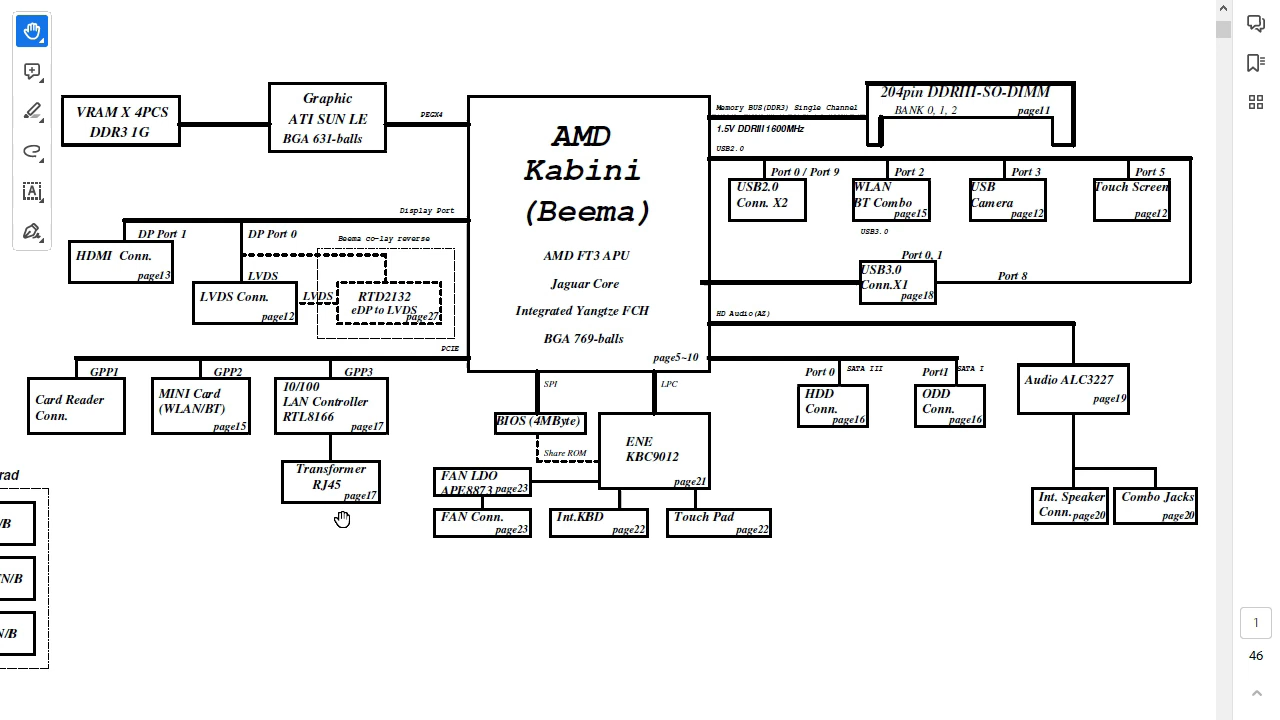 VRAM X 4PCS
DDR3 1G
Graphic
ATI SUN LE
BGA 631-balls
PEGX4
AMD
Kabini
(Beema)
AMD FT3 APU
Jaguar Core
Integrated Yangtze FCH
BGA 769-balls
page5~10
Memory BUS(DDR3) Single Channel
1.5V DDRIII 1600MHz
204pin DDRIII-SO-DIMM
BANK 0, 1, 2
page11
USB2.0
Port 0 / Port 9
USB2.0
Conn. X2
Port 2
WLAN
BT Combo
page15
Port 3
USB
Camera
page12
Port 5
Touch Screen
page12
USB3.0
Port 0, 1
USB3.0
Conn.X1
page18
Port 8
Display Port
DP Port 1
HDMI Conn.
page13
DP Port 0
LVDS
LVDS Conn.
page12
LVDS
Beema co-lay reverse
RTD2132
eDP to LVDS
page27
HD Audio(AZ)
PCIE
GPP1
Card Reader
Conn.
GPP2
MINI Card
(WLAN/BT)
page15
GPP3
10/100
LAN Controller
RTL8166
page17
Transformer
RJ45
page17
SPI
BIOS (4MByte)
Share ROM
LPC
ENE
KBC9012
page21
FAN LDO
APE8873
page23
FAN Conn.
page23
Int.KBD
page22
Touch Pad
page22
Port 0
SATA III
HDD
Conn.
page16
Port1
SATA I
ODD
Conn.
page16
Audio ALC3227
page19
Int. Speaker
Conn.
page20
Combo Jacks
page20
rad
/B
N/B
1
46